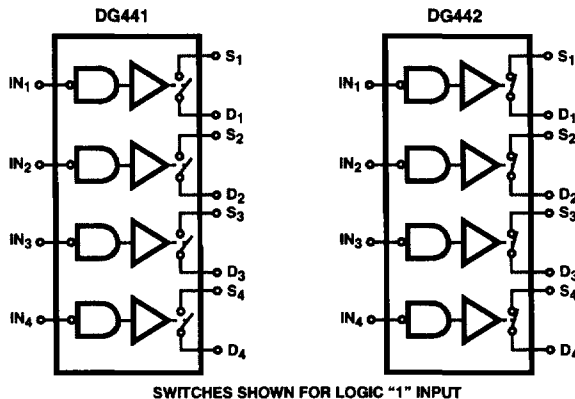 DG441
DG442
IN1
S1
D1
IN2
S2
D2
IN3
S3
D3
IN4
S4
D4
IN1
S1
D1
IN2
S2
D2
IN3
S3
D3
IN4
S4
D4
SWITCHES SHOWN FOR LOGIC “1” INPUT